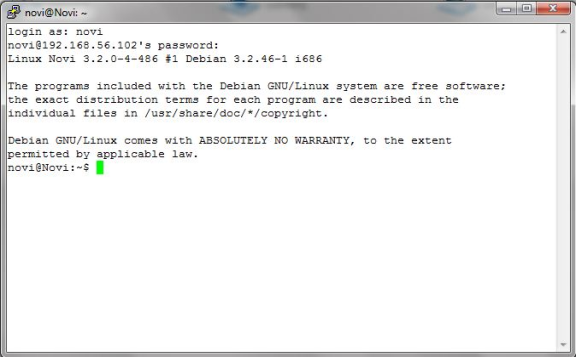 novi@Novi: ~
login as: novi
novi@192.168.56.102's password:
Linux Novi 3.2.0-4-486 #1 Debian 3.2.46-1 i686
The programs included with the Debian GNU/Linux system are free software;
the exact distribution terms for each program are described in the
individual files in /usr/share/doc/*/copyright.
Debian GNU/Linux comes with ABSOLUTELY NO WARRANTY, to the extent
permitted by applicable law.
novi@Novi:~$